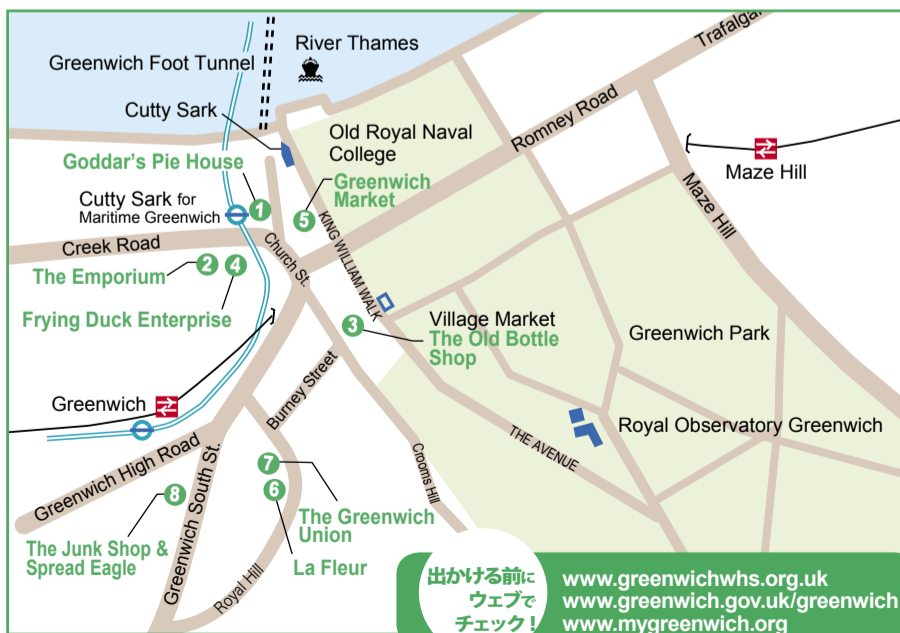 River Thames
Trafalgar
Greenwich Foot Tunnel
Cutty Sark
Old Royal Naval
College
Romney Road
Maze Hill
Maze Hill
Goddar's Pie House
Greenwich
Market
Cutty Sark for
Maritime Greenwich
1
5
KING WILLIAM WALK
Creek Road
Church St.
The Emporium
2
4
Frying Duck Enterprise
3
Village Market
The Old Bottle
Shop
Greenwich Park
Burney Street
Greenwich
Royal Observatory Greenwich
THE AVENUE
Crooms Hill
Greenwich High Road
Greenwich South St.
7
6
8
The Greenwich
Union
The Junk Shop &
Spread Eagle
La Fleur
Royal Hill
出かける前に
ウェブで
チェック!
www.greenwichwhs.org.uk
www.greenwich.gov.uk/greenwich
www.mygreenwich.org